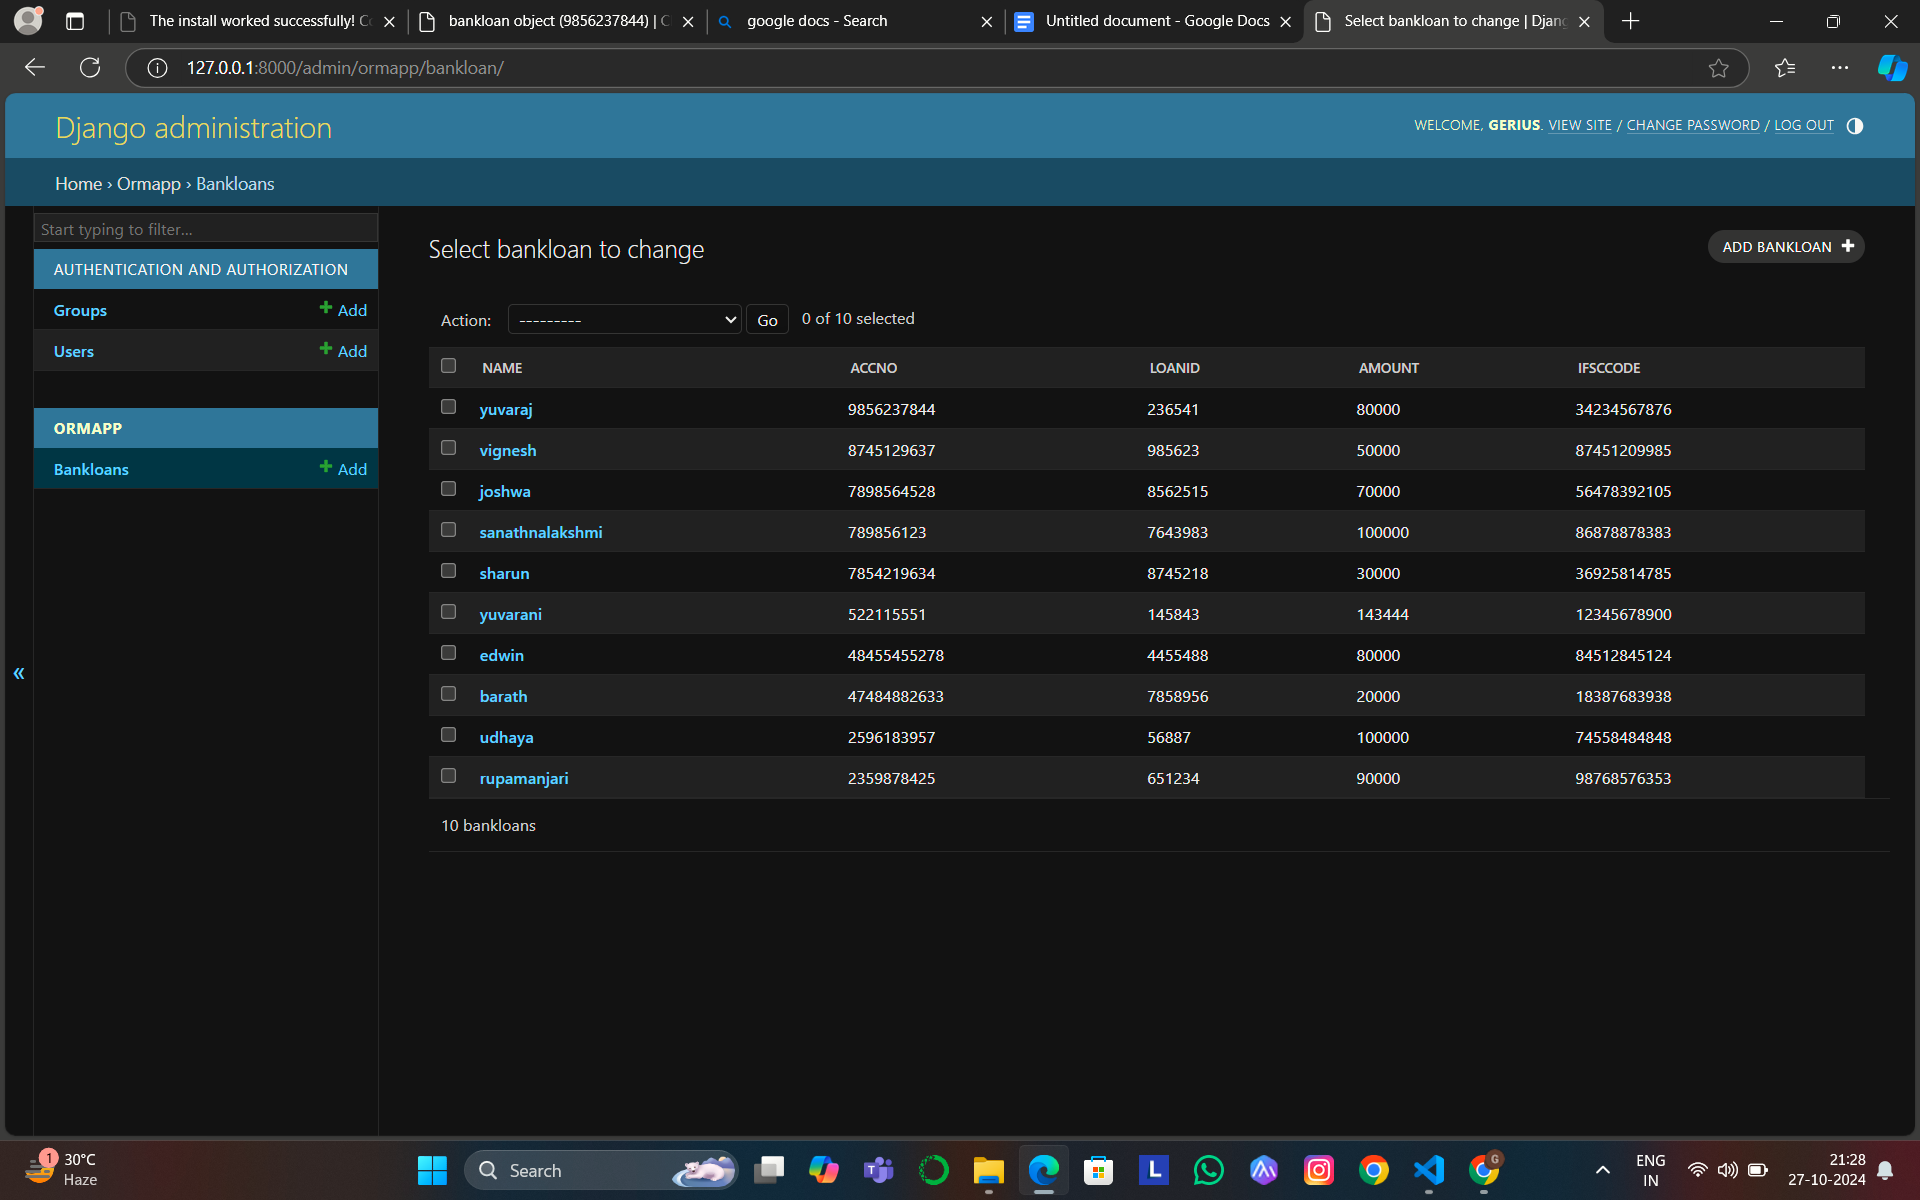 The install worked successfully! Co
bankloan object (9856237844) | C
google docs - Search
Untitled document - Google Docs
Select bankloan to change | Djang
127.0.0.1:8000/admin/ormapp/bankloan/
Django administration
WELCOME, GERIUS. VIEW SITE / CHANGE PASSWORD / LOG OUT
Home › Ormapp › Bankloans
Start typing to filter...
AUTHENTICATION AND AUTHORIZATION
Groups + Add
Users + Add
ORMAPP
Bankloans + Add
«
Select bankloan to change
ADD BANKLOAN +
Action: --------- Go 0 of 10 selected
NAME ACCNO LOANID AMOUNT IFSCCODE
yuvaraj 9856237844 236541 80000 34234567876
vignesh 8745129637 985623 50000 87451209985
joshwa 7898564528 8562515 70000 56478392105
sanathnalakshmi 789856123 7643983 100000 86878878383
sharun 7854219634 8745218 30000 36925814785
yuvarani 522115551 145843 143444 12345678900
edwin 48455455278 4455488 80000 84512845124
barath 47484882633 7858956 20000 18387683938
udhaya 2596183957 56887 100000 74558484848
rupamanjari 2359878425 651234 90000 98768576353
10 bankloans
1
30°C
Haze
Search
L
G
ENG
IN
21:28
27-10-2024